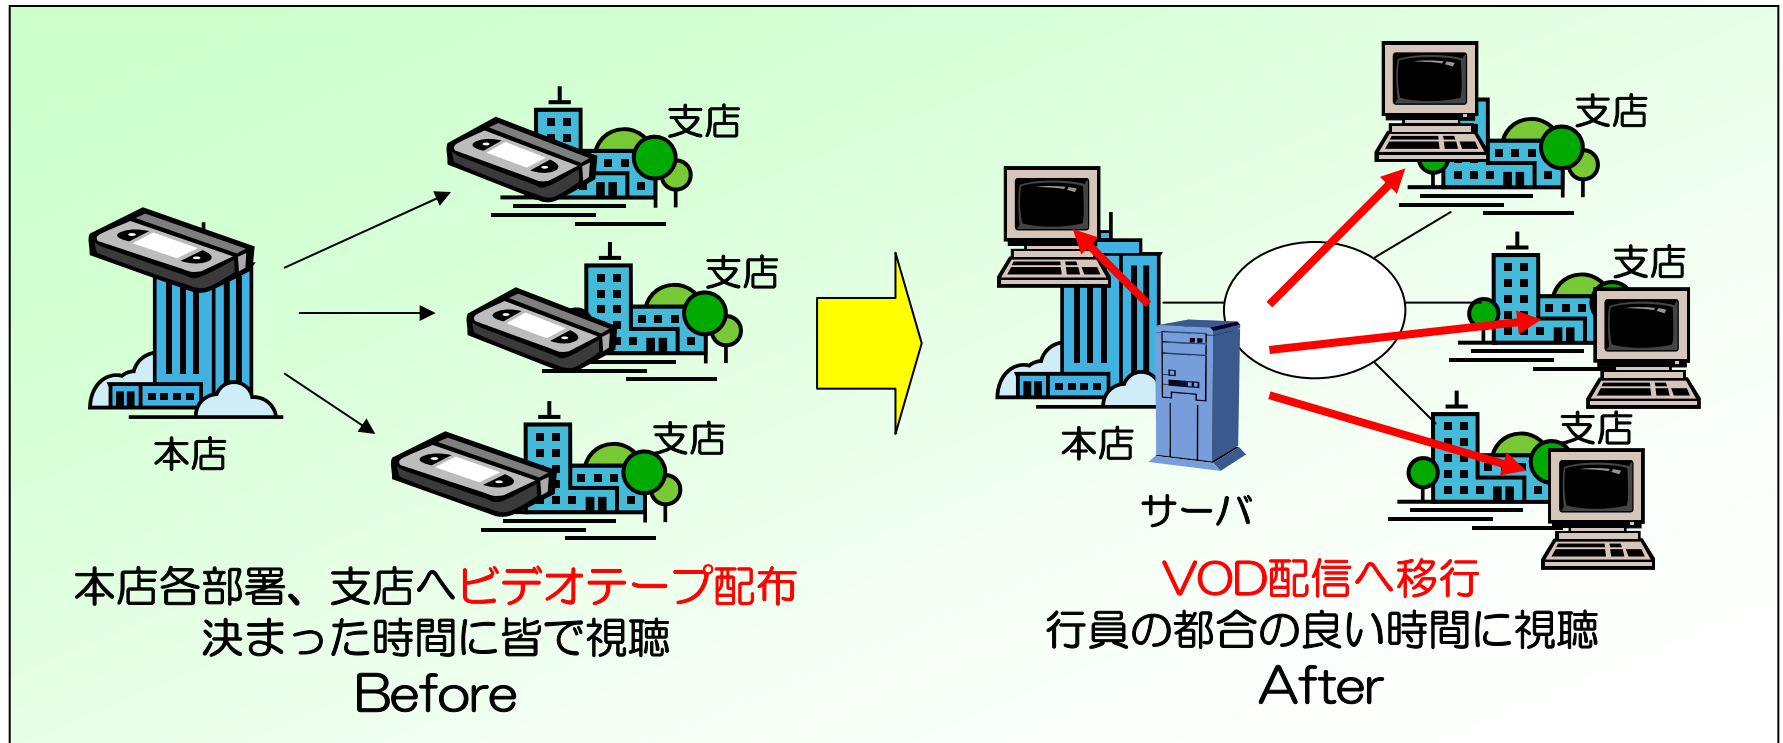 支店
支店
支店
本店
本店各部署、支店へビデオテープ配布
決まった時間に皆で視聴
Before
支店
支店
支店
本店
サーバ
VOD配信へ移行
行員の都合の良い時間に視聴
After